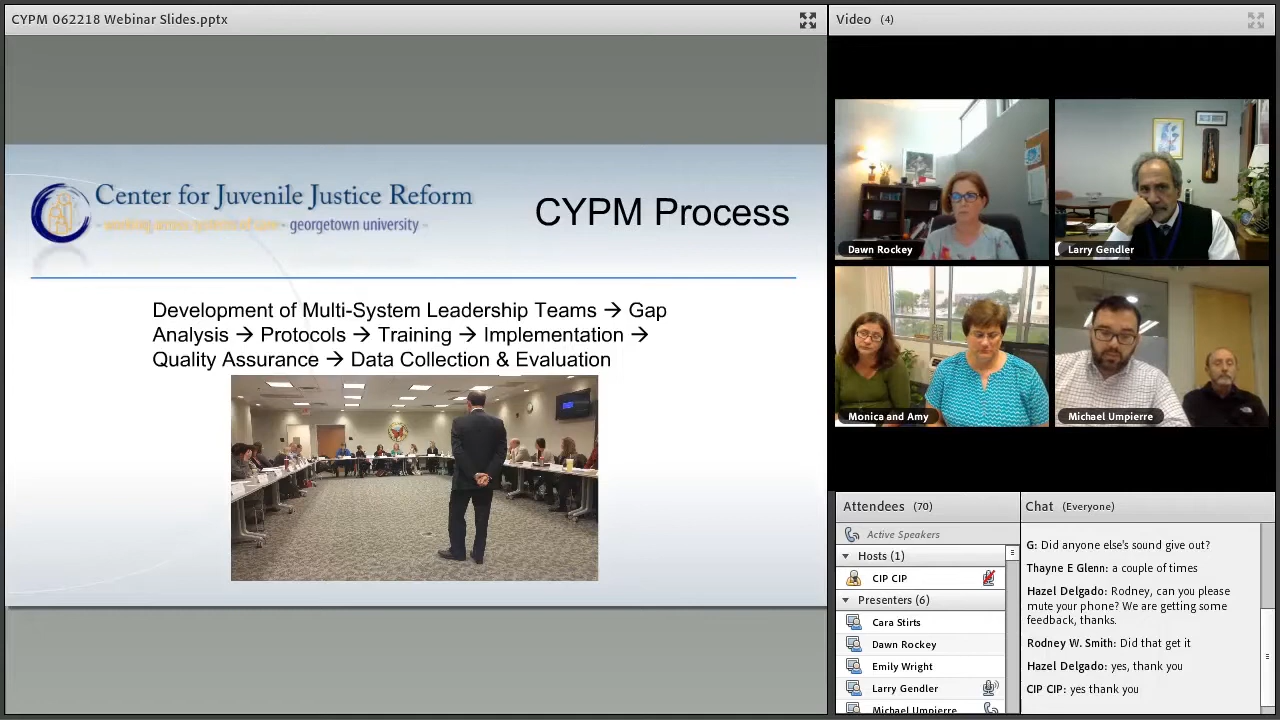 CYPM 062218 Webinar Slides.pptx
Center for Juvenile Justice Reform
working across systems of care - georgetown university -
CYPM Process
Development of Multi-System Leadership Teams → Gap
Analysis → Protocols → Training → Implementation →
Quality Assurance → Data Collection & Evaluation
Video (4)
Dawn Rockey
Larry Gendler
Monica and Amy
Michael Umpierre
Attendees (70)
Active Speakers
Hosts (1)
CIP CIP
Presenters (6)
Cara Stirts
Dawn Rockey
Emily Wright
Larry Gendler
Michael Umpierre
Chat (Everyone)
G: Did anyone else's sound give out?
Thayne E Glenn: a couple of times
Hazel Delgado: Rodney, can you please
mute your phone? We are getting some
feedback, thanks.
Rodney W. Smith: Did that get it
Hazel Delgado: yes, thank you
CIP CIP: yes thank you